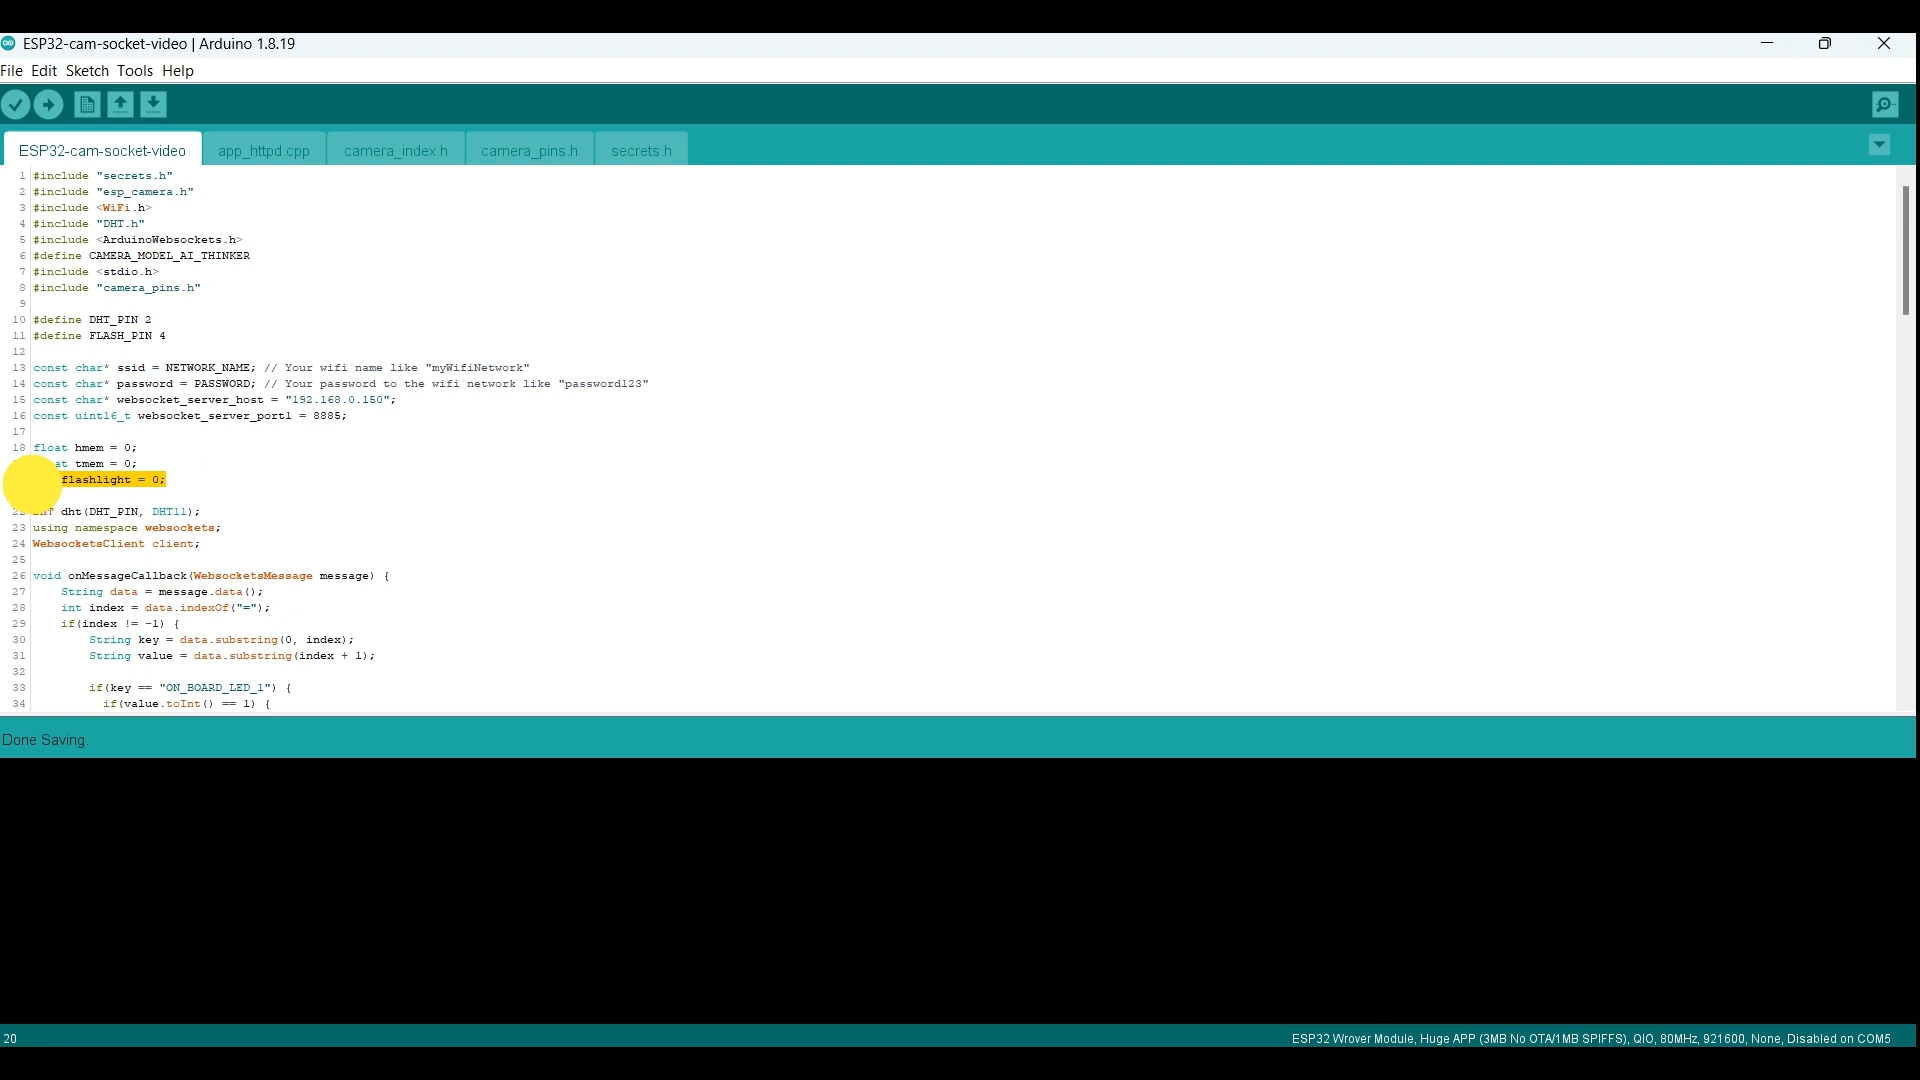 ESP32-cam-socket-video | Arduino 1.8.19
File Edit Sketch Tools Help
ESP32-cam-socket-video app_httpd.cpp camera_index.h camera_pins.h secrets.h
1 #include "secrets.h"
2 #include "esp_camera.h"
3 #include <WiFi.h>
4 #include "DHT.h"
5 #include <ArduinoWebsockets.h>
6 #define CAMERA_MODEL_AI_THINKER
7 #include <stdio.h>
8 #include "camera_pins.h"
9
10 #define DHT_PIN 2
11 #define FLASH_PIN 4
12
13 const char* ssid = NETWORK_NAME; // Your wifi name like "myWifiNetwork"
14 const char* password = PASSWORD; // Your password to the wifi network like "password123"
15 const char* websocket_server_host = "192.168.0.150";
16 const uint16_t websocket_server_port1 = 8885;
17
18 float hmem = 0;
at tmem = 0;
flashlight = 0;
dht(DHT_PIN, DHT11);
23 using namespace websockets;
24 WebsocketsClient client;
25
26 void onMessageCallback(WebsocketsMessage message) {
27 String data = message.data();
28 int index = data.indexOf("=");
29 if(index != -1) {
30 String key = data.substring(0, index);
31 String value = data.substring(index + 1);
32
33 if(key == "ON_BOARD_LED_1") {
34 if(value.toInt() == 1) {
Done Saving.
20 ESP32 Wrover Module, Huge APP (3MB No OTA/1MB SPIFFS), QIO, 80MHz, 921600, None, Disabled on COM5